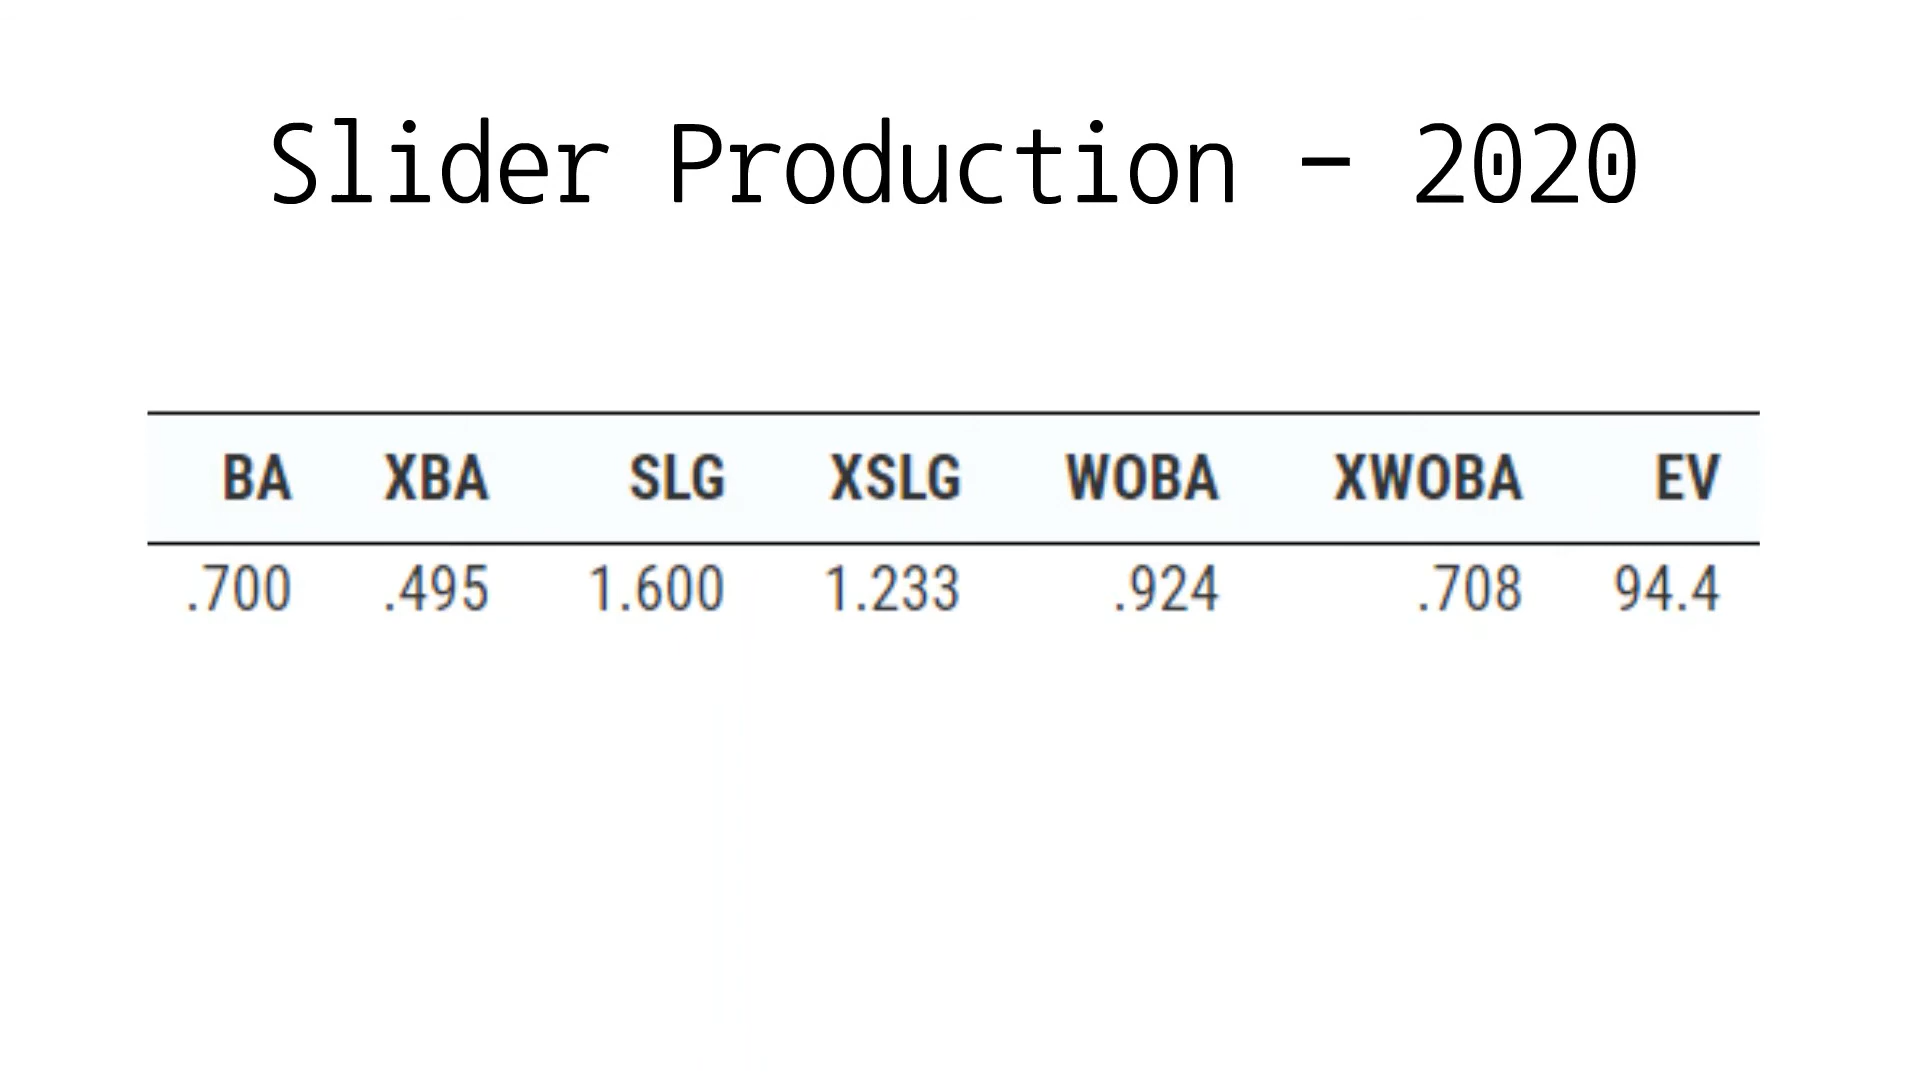 Slider Production – 2020
BA XBA SLG XSLG WOBA XWOBA EV
.700 .495 1.600 1.233 .924 .708 94.4